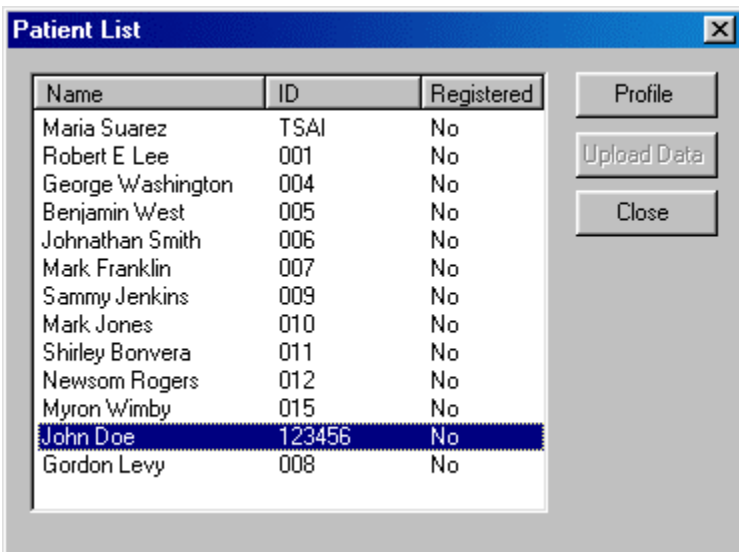 Patient List
Name ID Registered Profile
Maria Suarez TSAI No
Robert E Lee 001 No Upload Data
George Washington 004 No
Benjamin West 005 No Close
Johnathan Smith 006 No
Mark Franklin 007 No
Sammy Jenkins 009 No
Mark Jones 010 No
Shirley Bonvera 011 No
Newsom Rogers 012 No
Myron Wimby 015 No
John Doe 123456 No
Gordon Levy 008 No